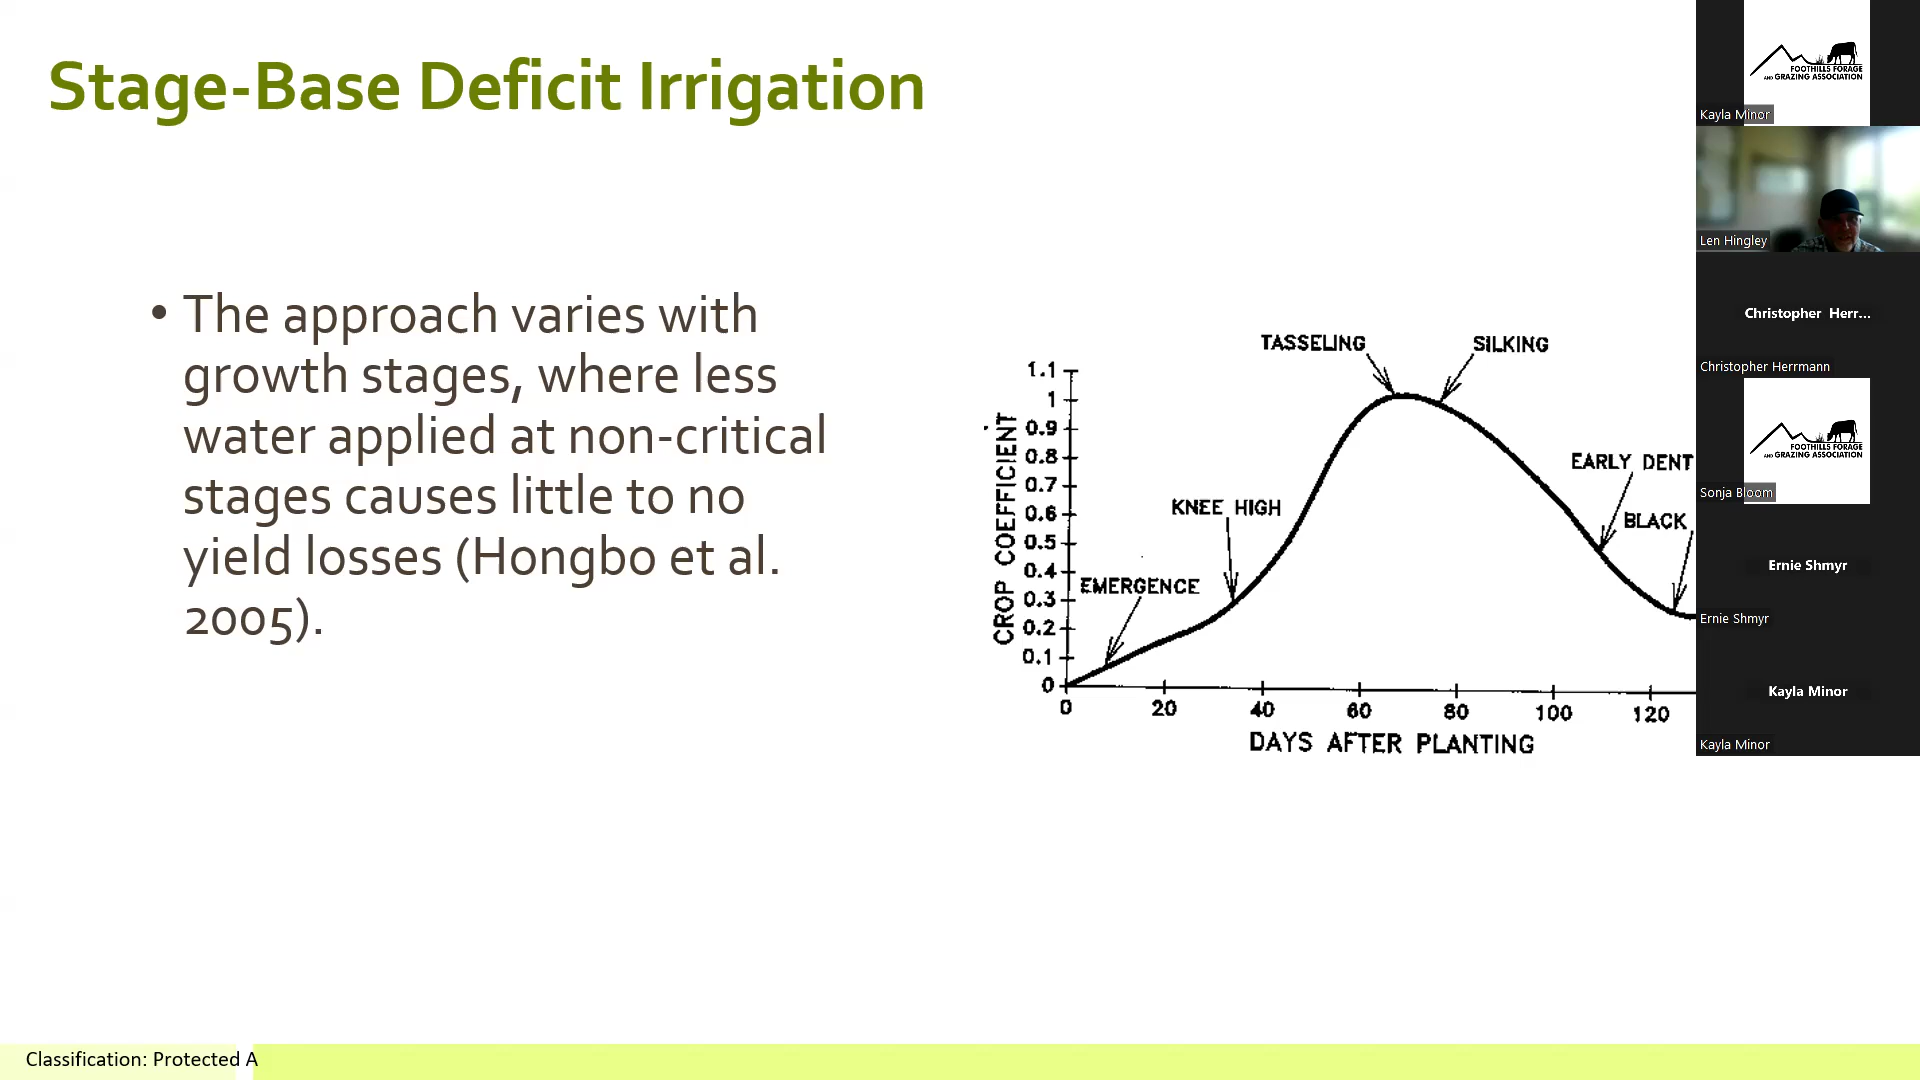 Stage-Base Deficit Irrigation
• The approach varies with
growth stages, where less
water applied at non-critical
stages causes little to no
yield losses (Hongbo et al.
2005).
TASSELING
SILKING
EARLY DENT
BLACK
KNEE HIGH
EMERGENCE
CROP COEFFICIENT
1.1
1
0.9
0.8
0.7
0.6
0.5
0.4
0.3
0.2
0.1
0
0 20 40 60 80 100 120
DAYS AFTER PLANTING
Classification: Protected A
FOOTHILLS FORAGE
AND GRAZING ASSOCIATION
Kayla Minor
Len Hingley
Christopher Herr...
Christopher Herrmann
FOOTHILLS FORAGE
AND GRAZING ASSOCIATION
Sonja Bloom
Ernie Shmyr
Ernie Shmyr
Kayla Minor
Kayla Minor